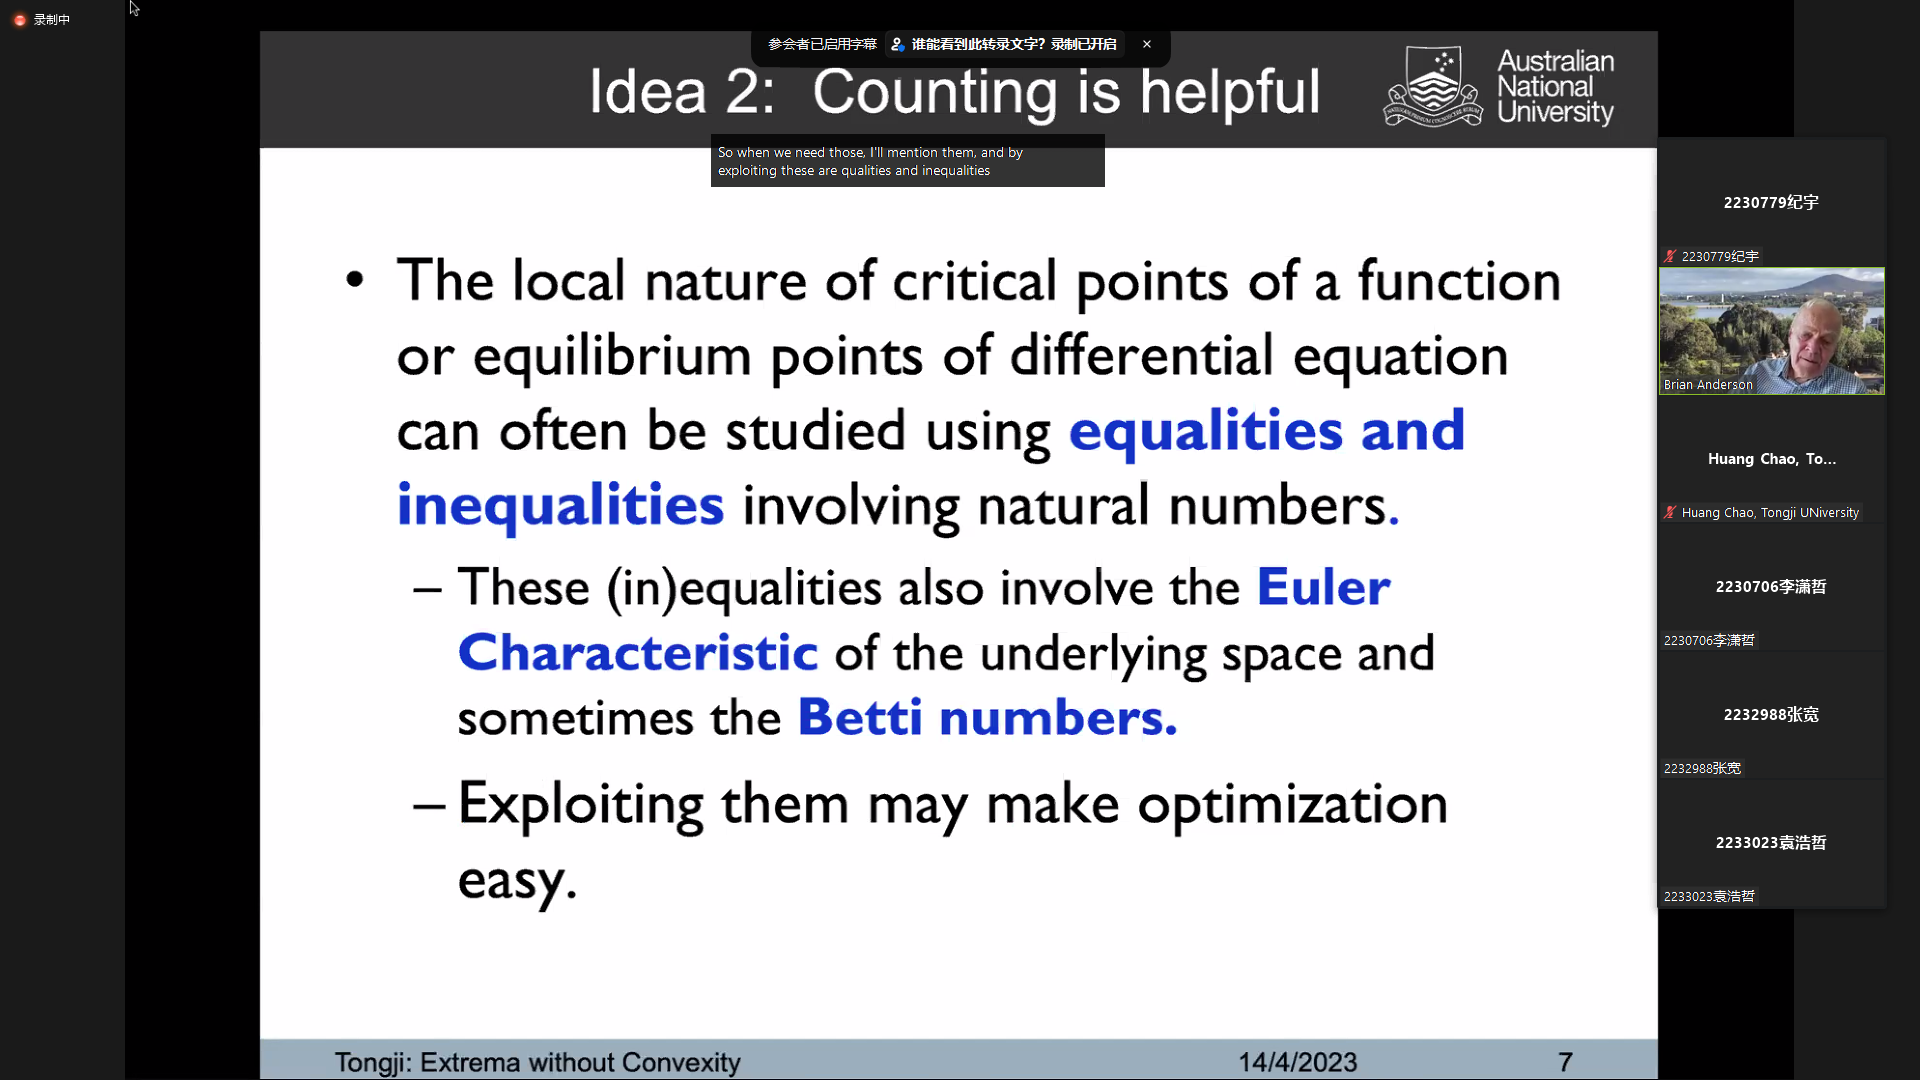 录制中
参会者已启用字幕 谁能看到此转录文字? 录制已开启 ×
Idea 2: Counting is helpful
Australian
National
University
So when we need those, I'll mention them, and by
exploiting these are qualities and inequalities
• The local nature of critical points of a function
or equilibrium points of differential equation
can often be studied using equalities and
inequalities involving natural numbers.
– These (in)equalities also involve the Euler
Characteristic of the underlying space and
sometimes the Betti numbers.
– Exploiting them may make optimization
easy.
Tongji: Extrema without Convexity 14/4/2023 7
2230779纪宇
2230779纪宇
Brian Anderson
Huang Chao, To...
Huang Chao, Tongji UNiversity
2230706李潇哲
2230706李潇哲
2232988张宽
2232988张宽
2233023袁浩哲
2233023袁浩哲